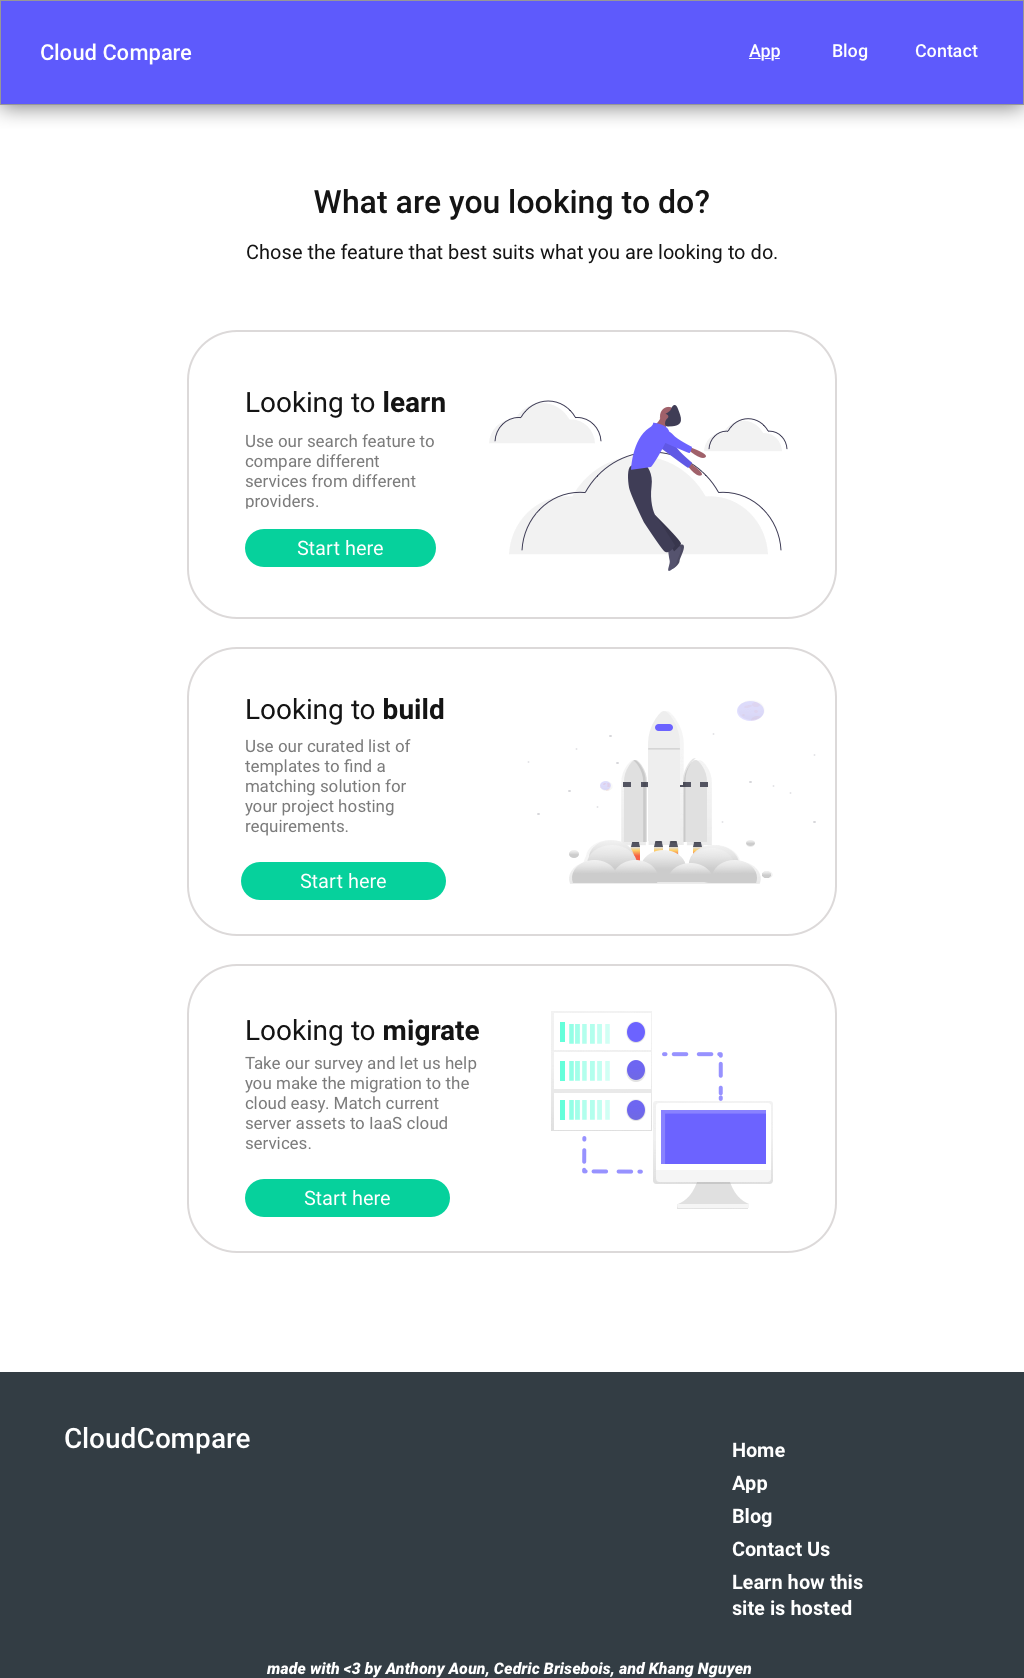 Cloud Compare
App
Blog
Contact
What are you looking to do?
Chose the feature that best suits what you are looking to do.
Looking to learn
Use our search feature to
compare different
services from different
providers.
Start here
Looking to build
Use our curated list of
templates to find a
matching solution for
your project hosting
requirements.
Start here
Looking to migrate
Take our survey and let us help
you make the migration to the
cloud easy. Match current
server assets to IaaS cloud
services.
Start here
CloudCompare
Home
App
Blog
Contact Us
Learn how this
site is hosted
made with <3 by Anthony Aoun, Cedric Brisebois, and Khang Nguyen